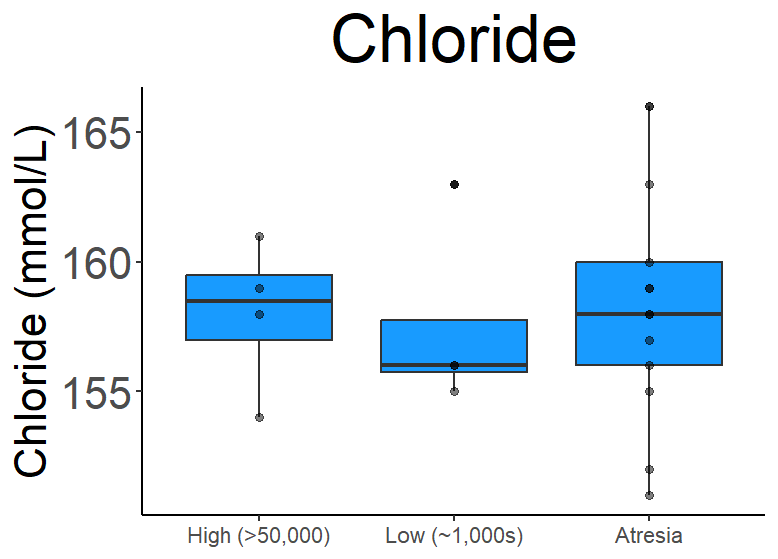 Chloride
Chloride (mmol/L)
165
160
155
High (>50,000)
Low (~1,000s)
Atresia